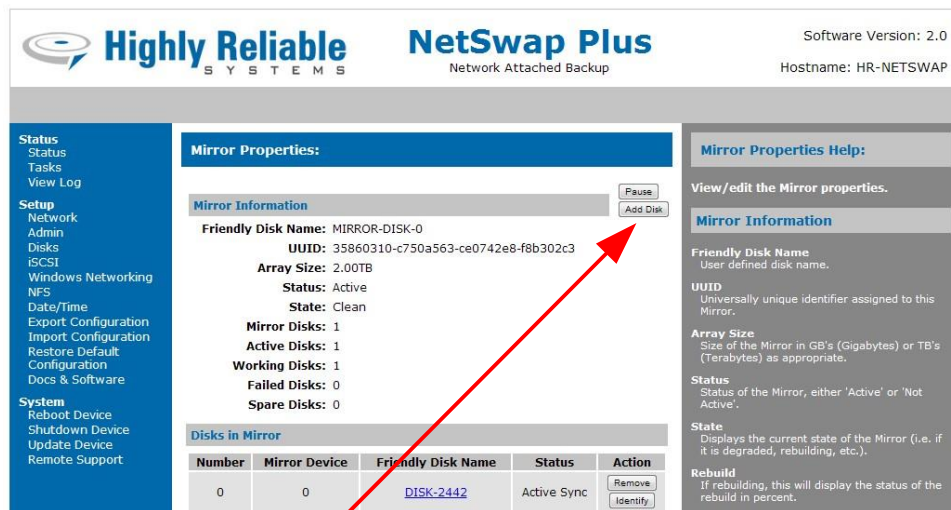 Highly Reliable
SYSTEMS
NetSwap Plus
Network Attached Backup
Software Version: 2.0
Hostname: HR-NETSWAP
Status
Status
Tasks
View Log
Setup
Network
Admin
Disks
iSCSI
Windows Networking
NFS
Date/Time
Export Configuration
Import Configuration
Restore Default
Configuration
Docs & Software
System
Reboot Device
Shutdown Device
Update Device
Remote Support
Mirror Properties:
Pause
Add Disk
Mirror Information
Friendly Disk Name: MIRROR-DISK-0
UUID: 35860310-c750a563-ce0742e8-f8b302c3
Array Size: 2.00TB
Status: Active
State: Clean
Mirror Disks: 1
Active Disks: 1
Working Disks: 1
Failed Disks: 0
Spare Disks: 0
Disks in Mirror
Number Mirror Device Friendly Disk Name Status Action
0 0 DISK-2442 Active Sync Remove
Identify
Mirror Properties Help:
View/edit the Mirror properties.
Mirror Information
Friendly Disk Name
User defined disk name.
UUID
Universally unique identifier assigned to this
Mirror.
Array Size
Size of the Mirror in GB's (Gigabytes) or TB's
(Terabytes) as appropriate.
Status
Status of the Mirror, either 'Active' or 'Not
Active'.
State
Displays the current state of the Mirror (i.e. if
it is degraded, rebuilding, etc.).
Rebuild
If rebuilding, this will display the status of the
rebuild in percent.